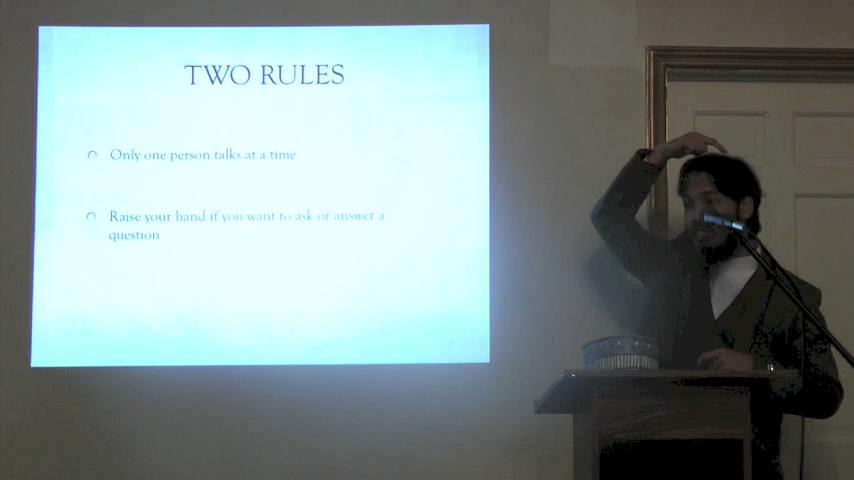 TWO RULES
Only one person talks at a time
Raise your hand if you want to ask or answer a
question